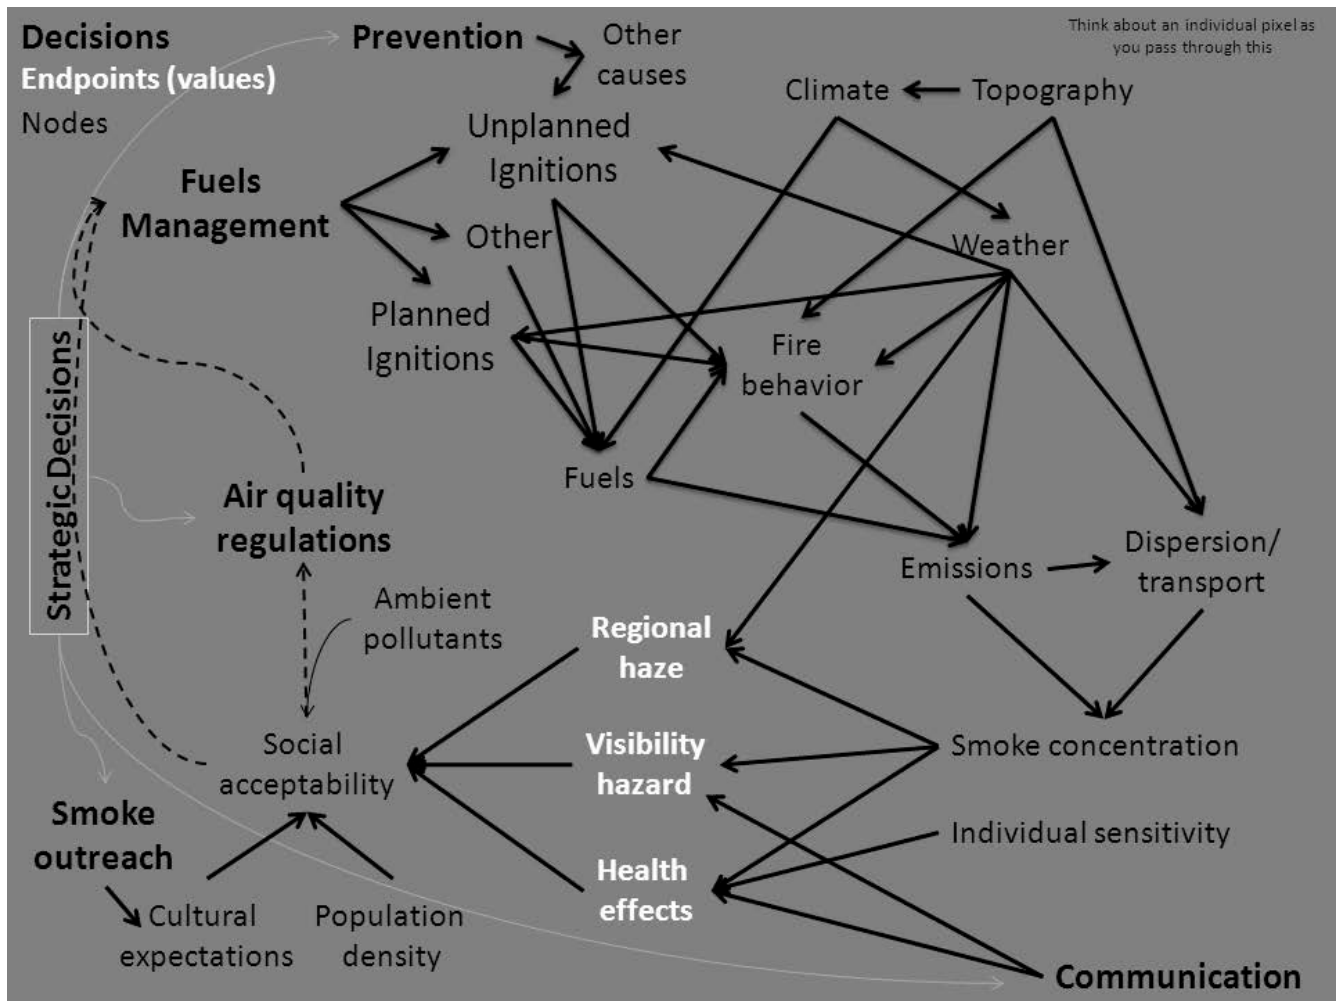 Decisions
Endpoints (values)
Nodes
Prevention
Other
causes
Think about an individual pixel as
you pass through this
Climate
Topography
Unplanned
Ignitions
Fuels
Management
Other
Weather
Planned
Ignitions
Fire
behavior
Strategic Decisions
Fuels
Air quality
regulations
Emissions
Dispersion/
transport
Ambient
pollutants
Regional
haze
Social
acceptability
Visibility
hazard
Smoke concentration
Smoke
outreach
Individual sensitivity
Health
effects
Cultural
expectations
Population
density
Communication